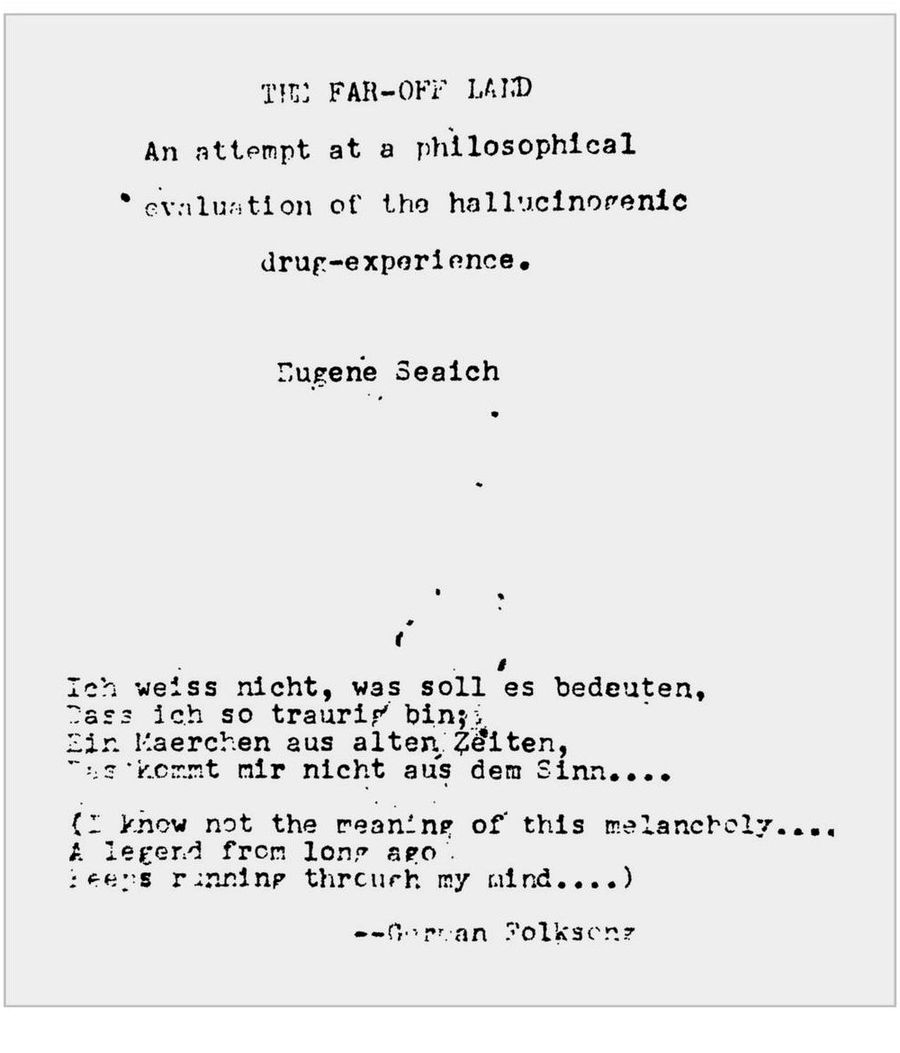 THE FAR-OFF LAND
An attempt at a philosophical
evaluation of the hallucinogenic
drug-experience.
Eugene Seaich
Ich weiss nicht, was soll es bedeuten,
Dass ich so traurig bin;
Ein Maerchen aus alten Zeiten,
Das kommt mir nicht aus dem Sinn....
(I know not the meaning of this melancholy....
A legend from long ago
keeps running through my mind....)
--German Folksong